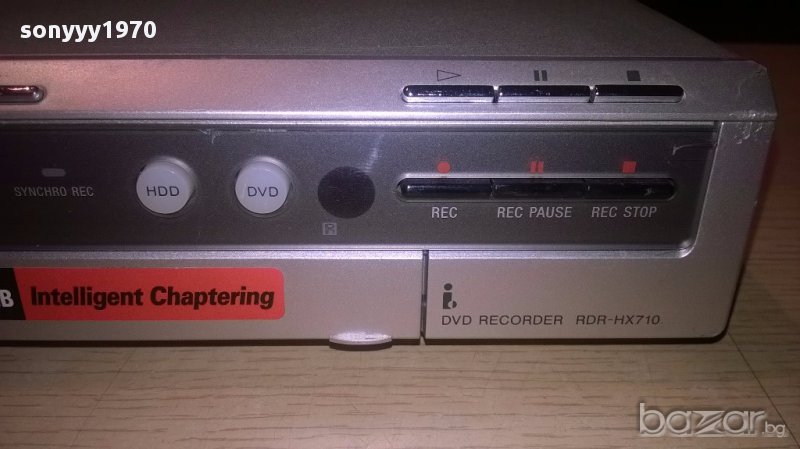 sonyyy1970
SYNCHRO REC
HDD
DVD
REC
REC PAUSE
REC STOP
B Intelligent Chaptering
DVD RECORDER RDR-HX710
bazar.bg